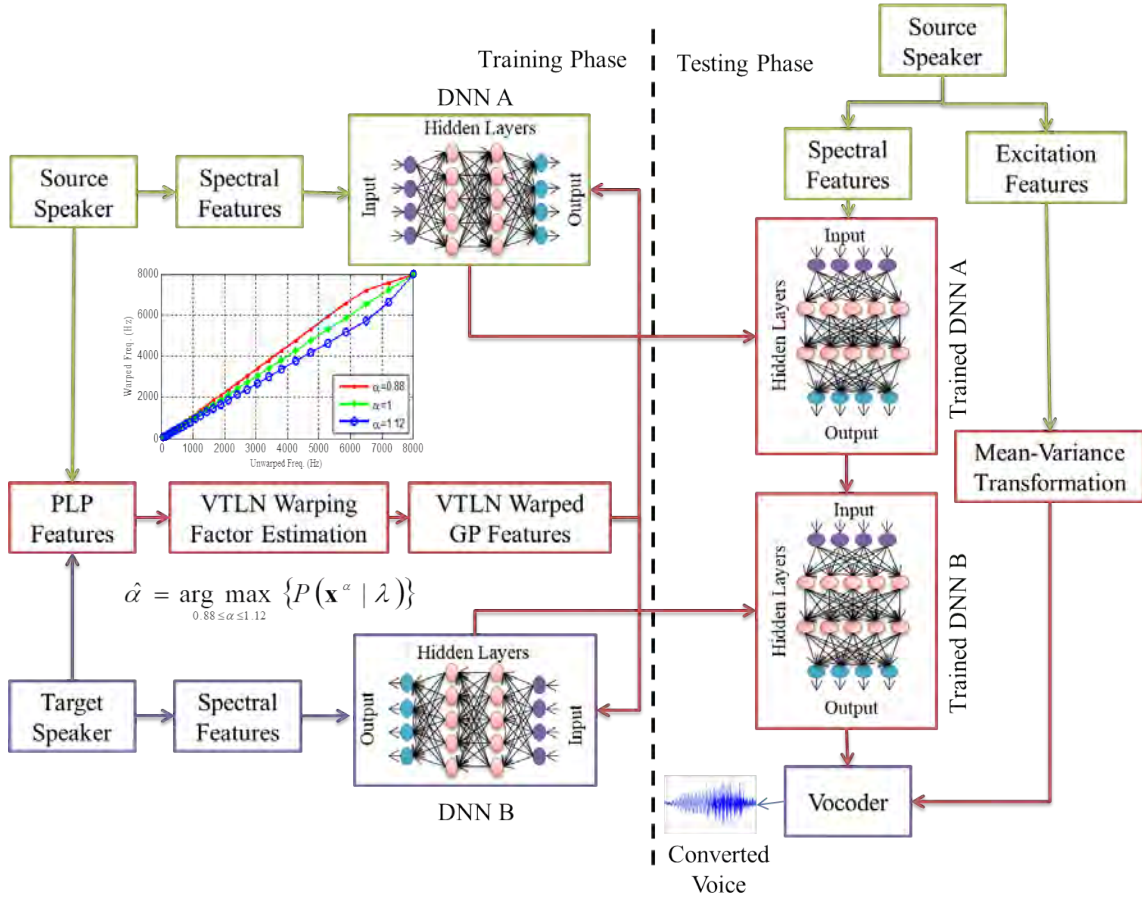 Training Phase
Testing Phase
Source
Speaker
DNN A
Hidden Layers
Input
Output
Source
Speaker
Spectral
Features
Spectral
Features
Excitation
Features
Input
Hidden Layers
Output
Trained DNN A
8000
6000
4000
2000
0
Warped Freq. (Hz)
0 1000 2000 3000 4000 5000 6000 7000 8000
Unwarped Freq. (Hz)
α=0.88
α=1
α=1.12
Mean-Variance
Transformation
PLP
Features
VTLN Warping
Factor Estimation
VTLN Warped
GP Features
α̂ = arg max {P(x^α | λ)}
0.88≤α≤1.12
Input
Hidden Layers
Output
Trained DNN B
Target
Speaker
Spectral
Features
Hidden Layers
Output
Input
DNN B
Vocoder
Converted
Voice